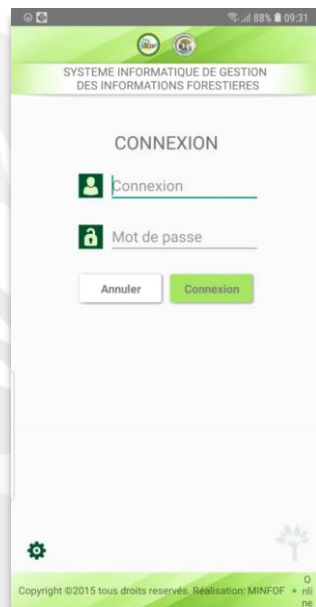 88% 09:31
SYSTEME INFORMATIQUE DE GESTION
DES INFORMATIONS FORESTIERES
CONNEXION
Connexion
Mot de passe
Annuler Connexion
Copyright ©2015 tous droits reservés. Réalisation: MINFOF
O
nli
ne